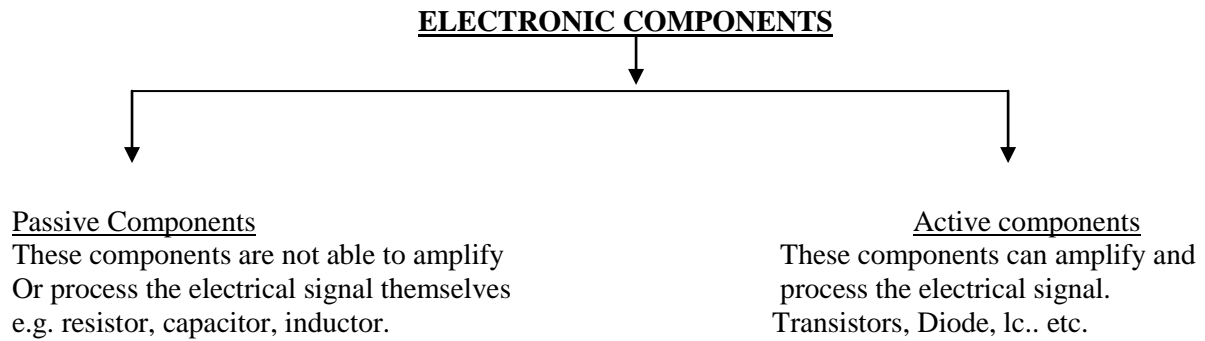 ELECTRONIC COMPONENTS
Passive Components
These components are not able to amplify
Or process the electrical signal themselves
e.g. resistor, capacitor, inductor.
Active components
These components can amplify and
process the electrical signal.
Transistors, Diode, lc.. etc.